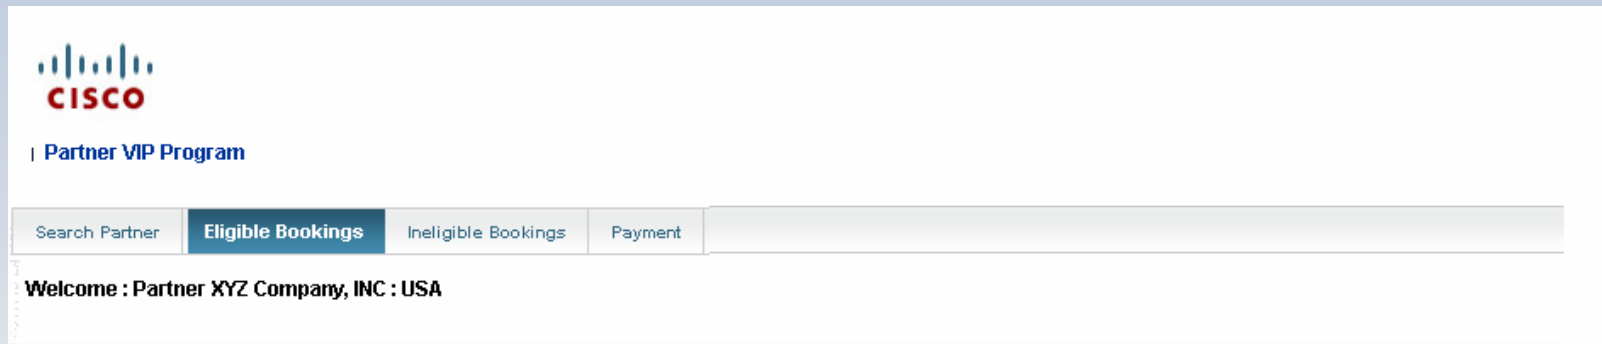 CISCO
| Partner VIP Program
Search Partner Eligible Bookings Ineligible Bookings Payment
Welcome : Partner XYZ Company, INC : USA